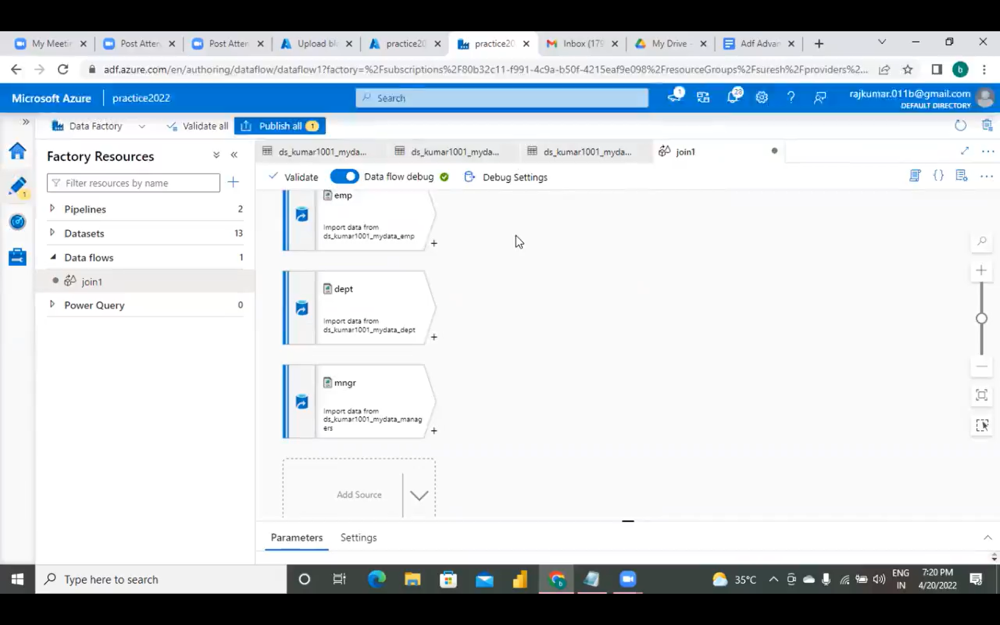 My Meetin
Post Atten
Post Atten
Upload bl
practice20
practice20
Inbox (179
My Drive -
Adf Advan
adf.azure.com/en/authoring/dataflow/dataflow1?factory=%2Fsubscriptions%2F80b32c11-f991-4c9a-b50f-4215eaf9e098%2FresourceGroups%2Fsuresh%2Fproviders%2...
b
Microsoft Azure
practice2022
Search
1
28
rajkumar.011b@gmail.com
DEFAULT DIRECTORY
Data Factory
Validate all
Publish all 1
Factory Resources
ds_kumar1001_myda...
ds_kumar1001_myda...
ds_kumar1001_myda...
join1
Filter resources by name
Validate
Data flow debug
Debug Settings
1
Pipelines 2
Datasets 13
Data flows 1
join1
Power Query 0
emp
Import data from
ds_kumar1001_mydata_emp
dept
Import data from
ds_kumar1001_mydata_dept
mngr
Import data from
ds_kumar1001_mydata_manag
ers
Add Source
Parameters
Settings
Type here to search
b
35°C
ENG
IN
7:20 PM
4/20/2022